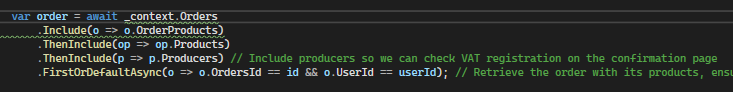 var order = await _context.Orders
.Include(o => o.OrderProducts)
.ThenInclude(op => op.Products)
.ThenInclude(p => p.Producers) // Include producers so we can check VAT registration on the confirmation page
.FirstOrDefaultAsync(o => o.OrdersId == id && o.UserId == userId); // Retrieve the order with its products, ensu